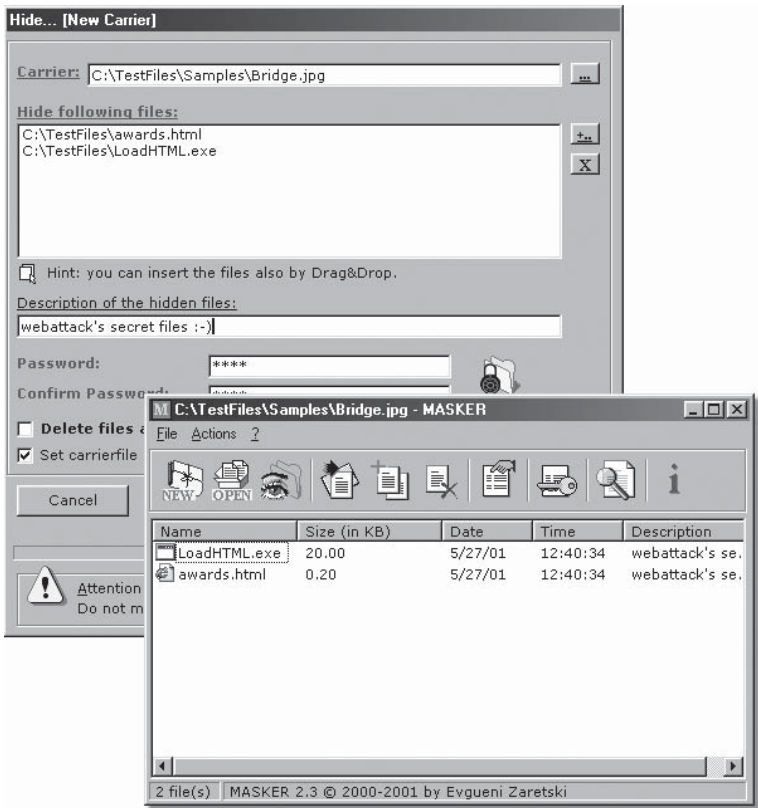 Hide... [New Carrier]
Carrier: C:\TestFiles\Samples\Bridge.jpg ...
Hide following files:
C:\TestFiles\awards.html
C:\TestFiles\LoadHTML.exe
+..
X
Hint: you can insert the files also by Drag&Drop.
Description of the hidden files:
webattack's secret files :-)
Password: ****
Confirm Password: ****
Delete files
Set carrierfile
Cancel
Attention
Do not m
M C:\TestFiles\Samples\Bridge.jpg - MASKER
File Actions ?
NEW OPEN i
Name Size (in KB) Date Time Description
LoadHTML.exe 20.00 5/27/01 12:40:34 webattack's se.
awards.html 0.20 5/27/01 12:40:34 webattack's se.
2 file(s) MASKER 2.3 © 2000-2001 by Evgueni Zaretski